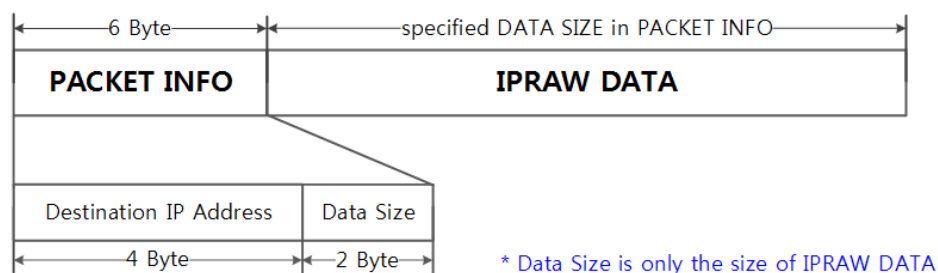 6 Byte specified DATA SIZE in PACKET INFO
PACKET INFO IPRAW DATA
Destination IP Address Data Size
4 Byte 2 Byte
* Data Size is only the size of IPRAW DATA